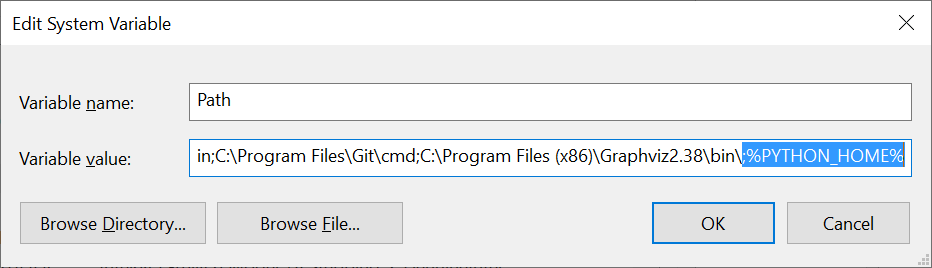 Edit System Variable
Variable name:
Path
Variable value:
in;C:\Program Files\Git\cmd;C:\Program Files (x86)\Graphviz2.38\bin\;%PYTHON_HOME%
Browse Directory...
Browse File...
OK
Cancel